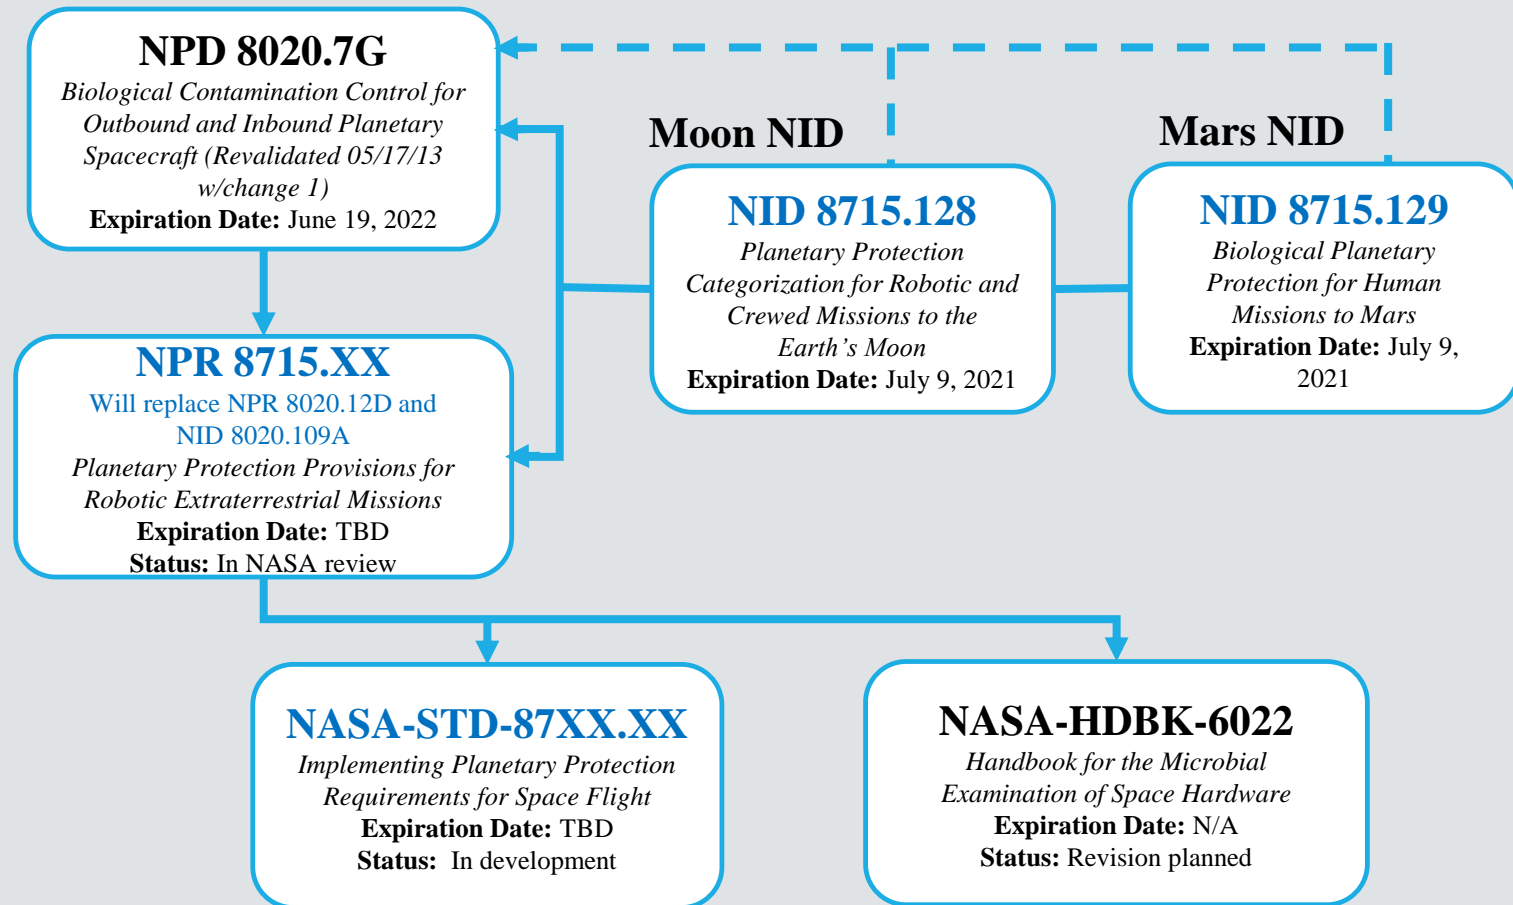 NPD 8020.7G
Biological Contamination Control for
Outbound and Inbound Planetary
Spacecraft (Revalidated 05/17/13
w/change 1)
Expiration Date: June 19, 2022
Moon NID
NID 8715.128
Planetary Protection
Categorization for Robotic and
Crewed Missions to the
Earth’s Moon
Expiration Date: July 9, 2021
Mars NID
NID 8715.129
Biological Planetary
Protection for Human
Missions to Mars
Expiration Date: July 9,
2021
NPR 8715.XX
Will replace NPR 8020.12D and
NID 8020.109A
Planetary Protection Provisions for
Robotic Extraterrestrial Missions
Expiration Date: TBD
Status: In NASA review
NASA-STD-87XX.XX
Implementing Planetary Protection
Requirements for Space Flight
Expiration Date: TBD
Status: In development
NASA-HDBK-6022
Handbook for the Microbial
Examination of Space Hardware
Expiration Date: N/A
Status: Revision planned